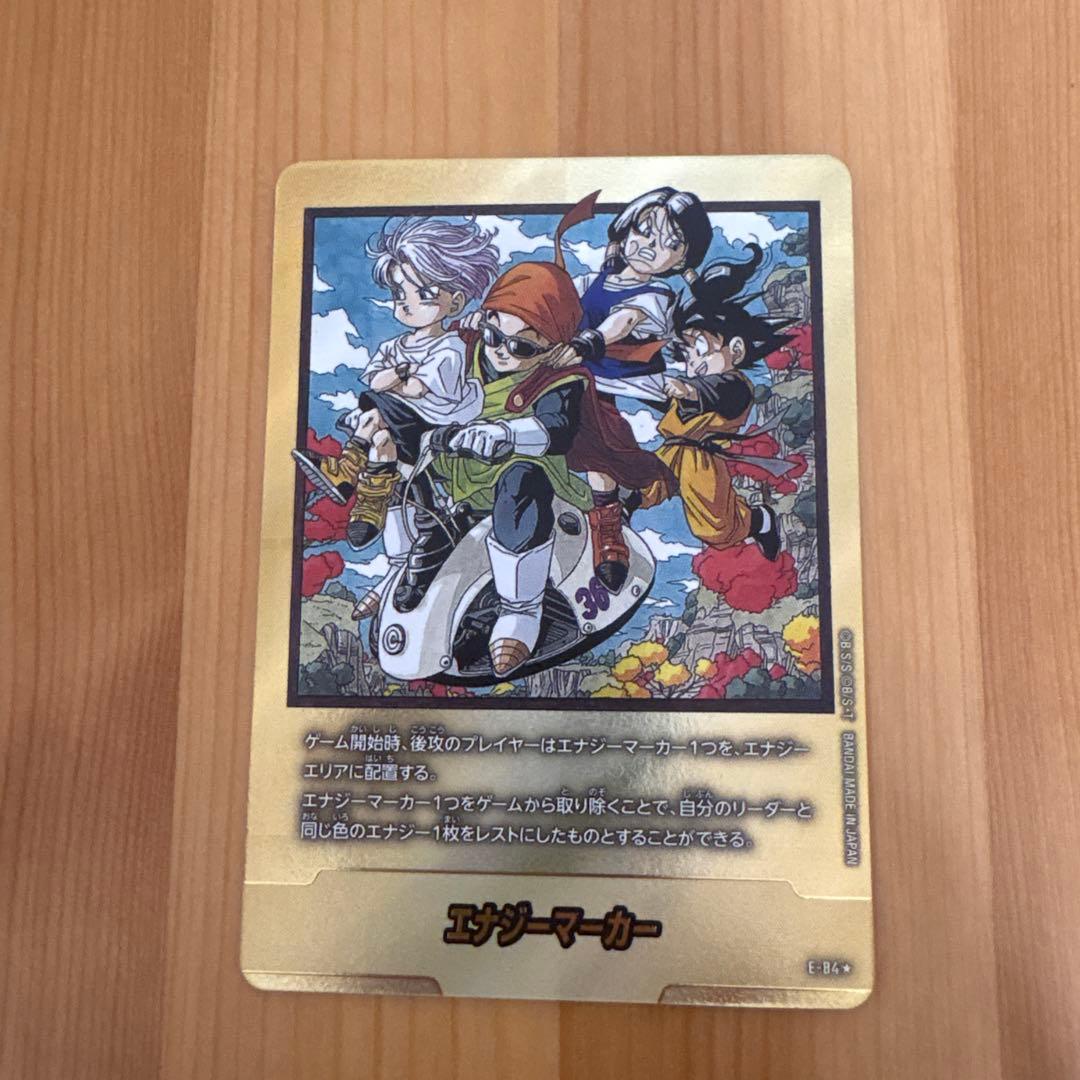 36
ゲーム開始時、後攻のプレイヤーはエナジーマーカー1つを、エナジー
エリアに配置する。
エナジーマーカー1つをゲームから取り除くことで、自分のリーダーと
同じ色のエナジー1枚をレストにしたものとすることができる。
©B S/S ©B/S・T BANDAI MADE IN JAPAN
エナジーマーカー
E-84★